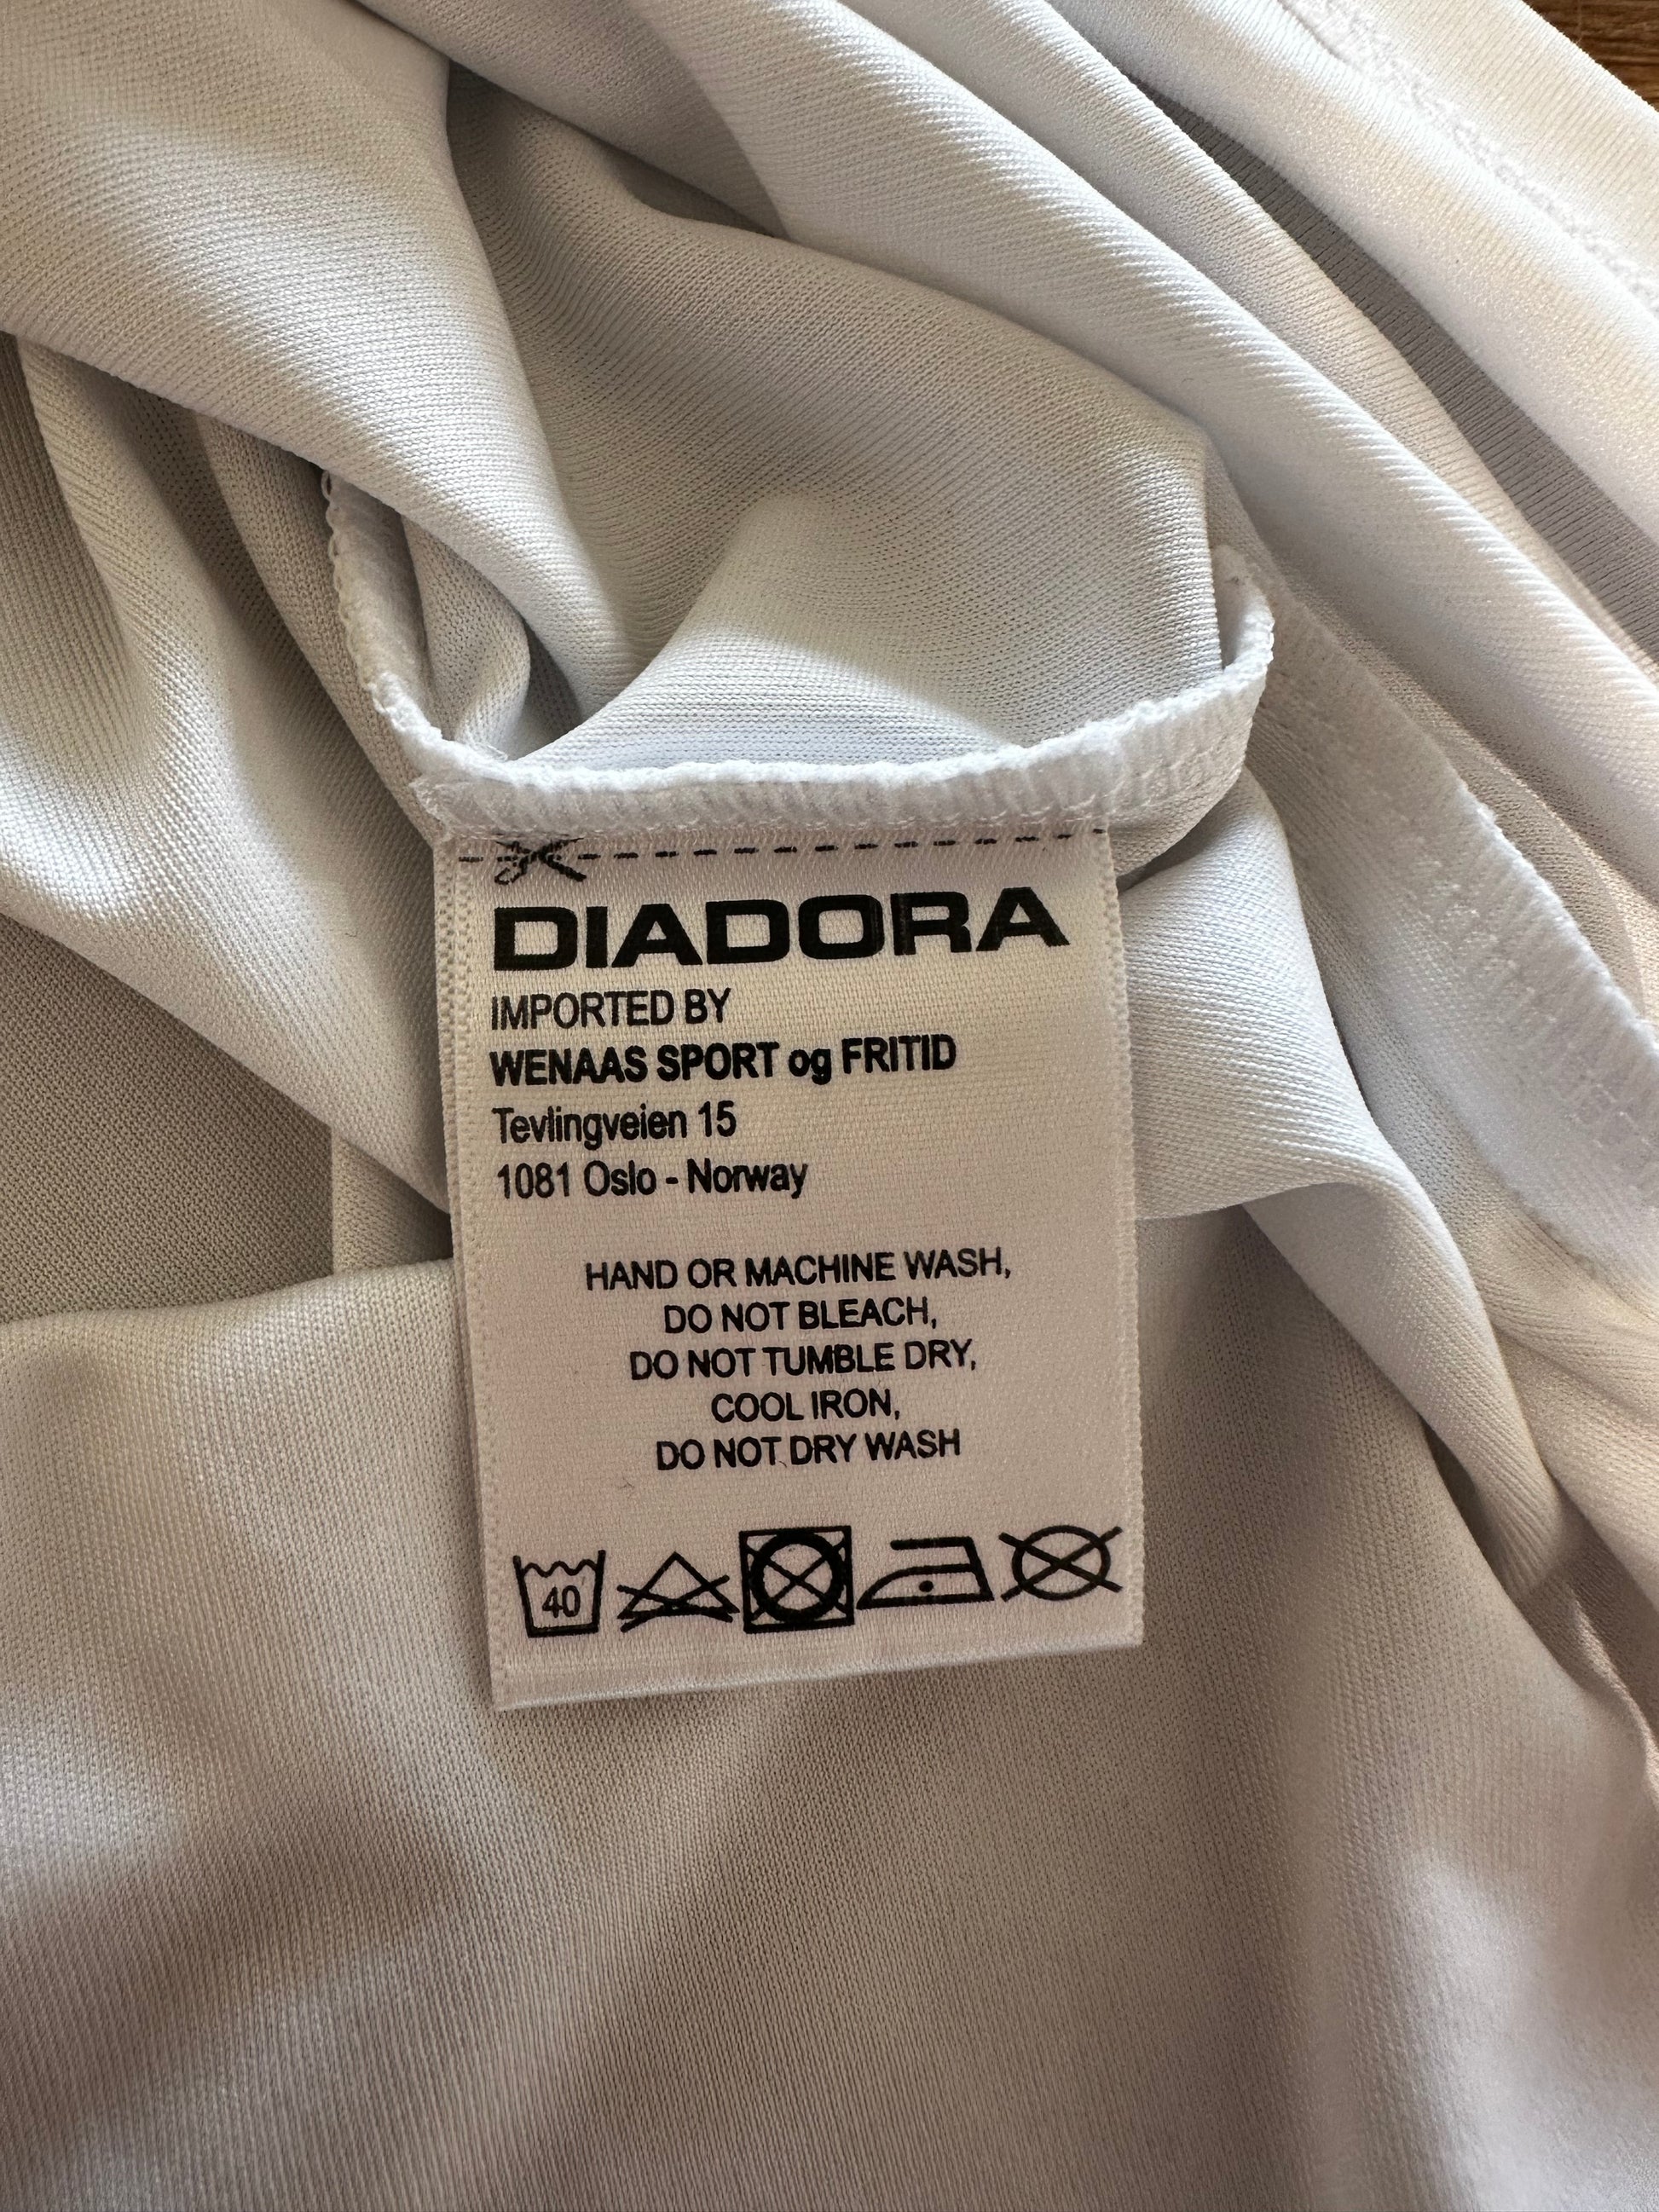 DIADORA
IMPORTED BY
WENAAS SPORT og FRITID
Tevlingveien 15
1081 Oslo - Norway
HAND OR MACHINE WASH,
DO NOT BLEACH,
DO NOT TUMBLE DRY,
COOL IRON,
DO NOT DRY WASH
40